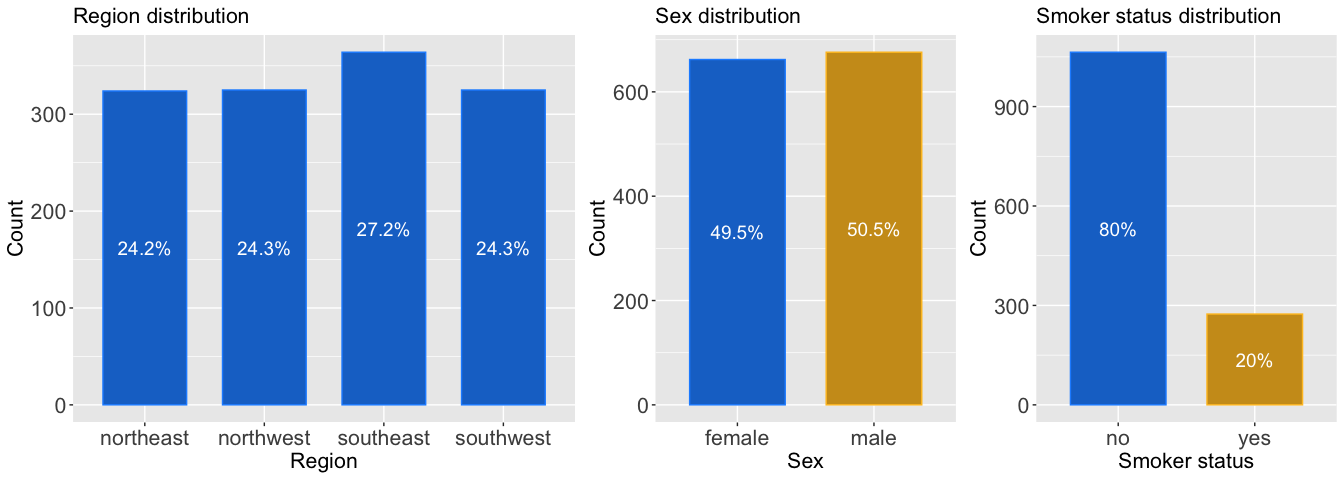 Region distribution
Count
300
200
100
0
24.2%
24.3%
27.2%
24.3%
northeast
northwest
southeast
southwest
Region
Sex distribution
Count
600
400
200
0
49.5%
50.5%
female
male
Sex
Smoker status distribution
Count
900
600
300
0
80%
20%
no
yes
Smoker status